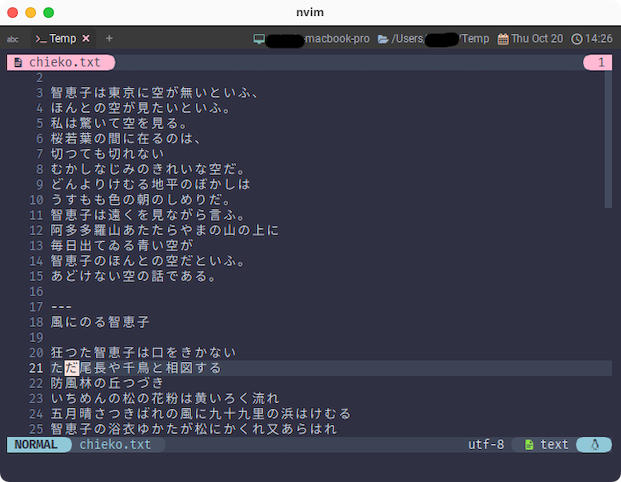 nvim
abc >_ Temp × + -macbook-pro /Users/ /Temp Thu Oct 20 14:26
chieko.txt 1
2
3 智恵子は東京に空が無いといふ、
4 ほんとの空が見たいといふ。
5 私は驚いて空を見る。
6 桜若葉の間に在るのは、
7 切つても切れない
8 むかしなじみのきれいな空だ。
9 どんよりけむる地平のぼかしは
10 うすもも色の朝のしめりだ。
11 智恵子は遠くを見ながら言ふ。
12 阿多多羅山あたたらやまの山の上に
13 毎日出てゐる青い空が
14 智恵子のほんとの空だといふ。
15 あどけない空の話である。
16
17 ---
18 風にのる智恵子
19
20 狂つた智恵子は口をきかない
21 ただ尾長や千鳥と相図する
22 防風林の丘つづき
23 いちめんの松の花粉は黄いろく流れ
24 五月晴さつきばれの風に九十九里の浜はけむる
25 智恵子の浴衣ゆかたが松にかくれ又あらはれ
NORMAL chieko.txt utf-8 text